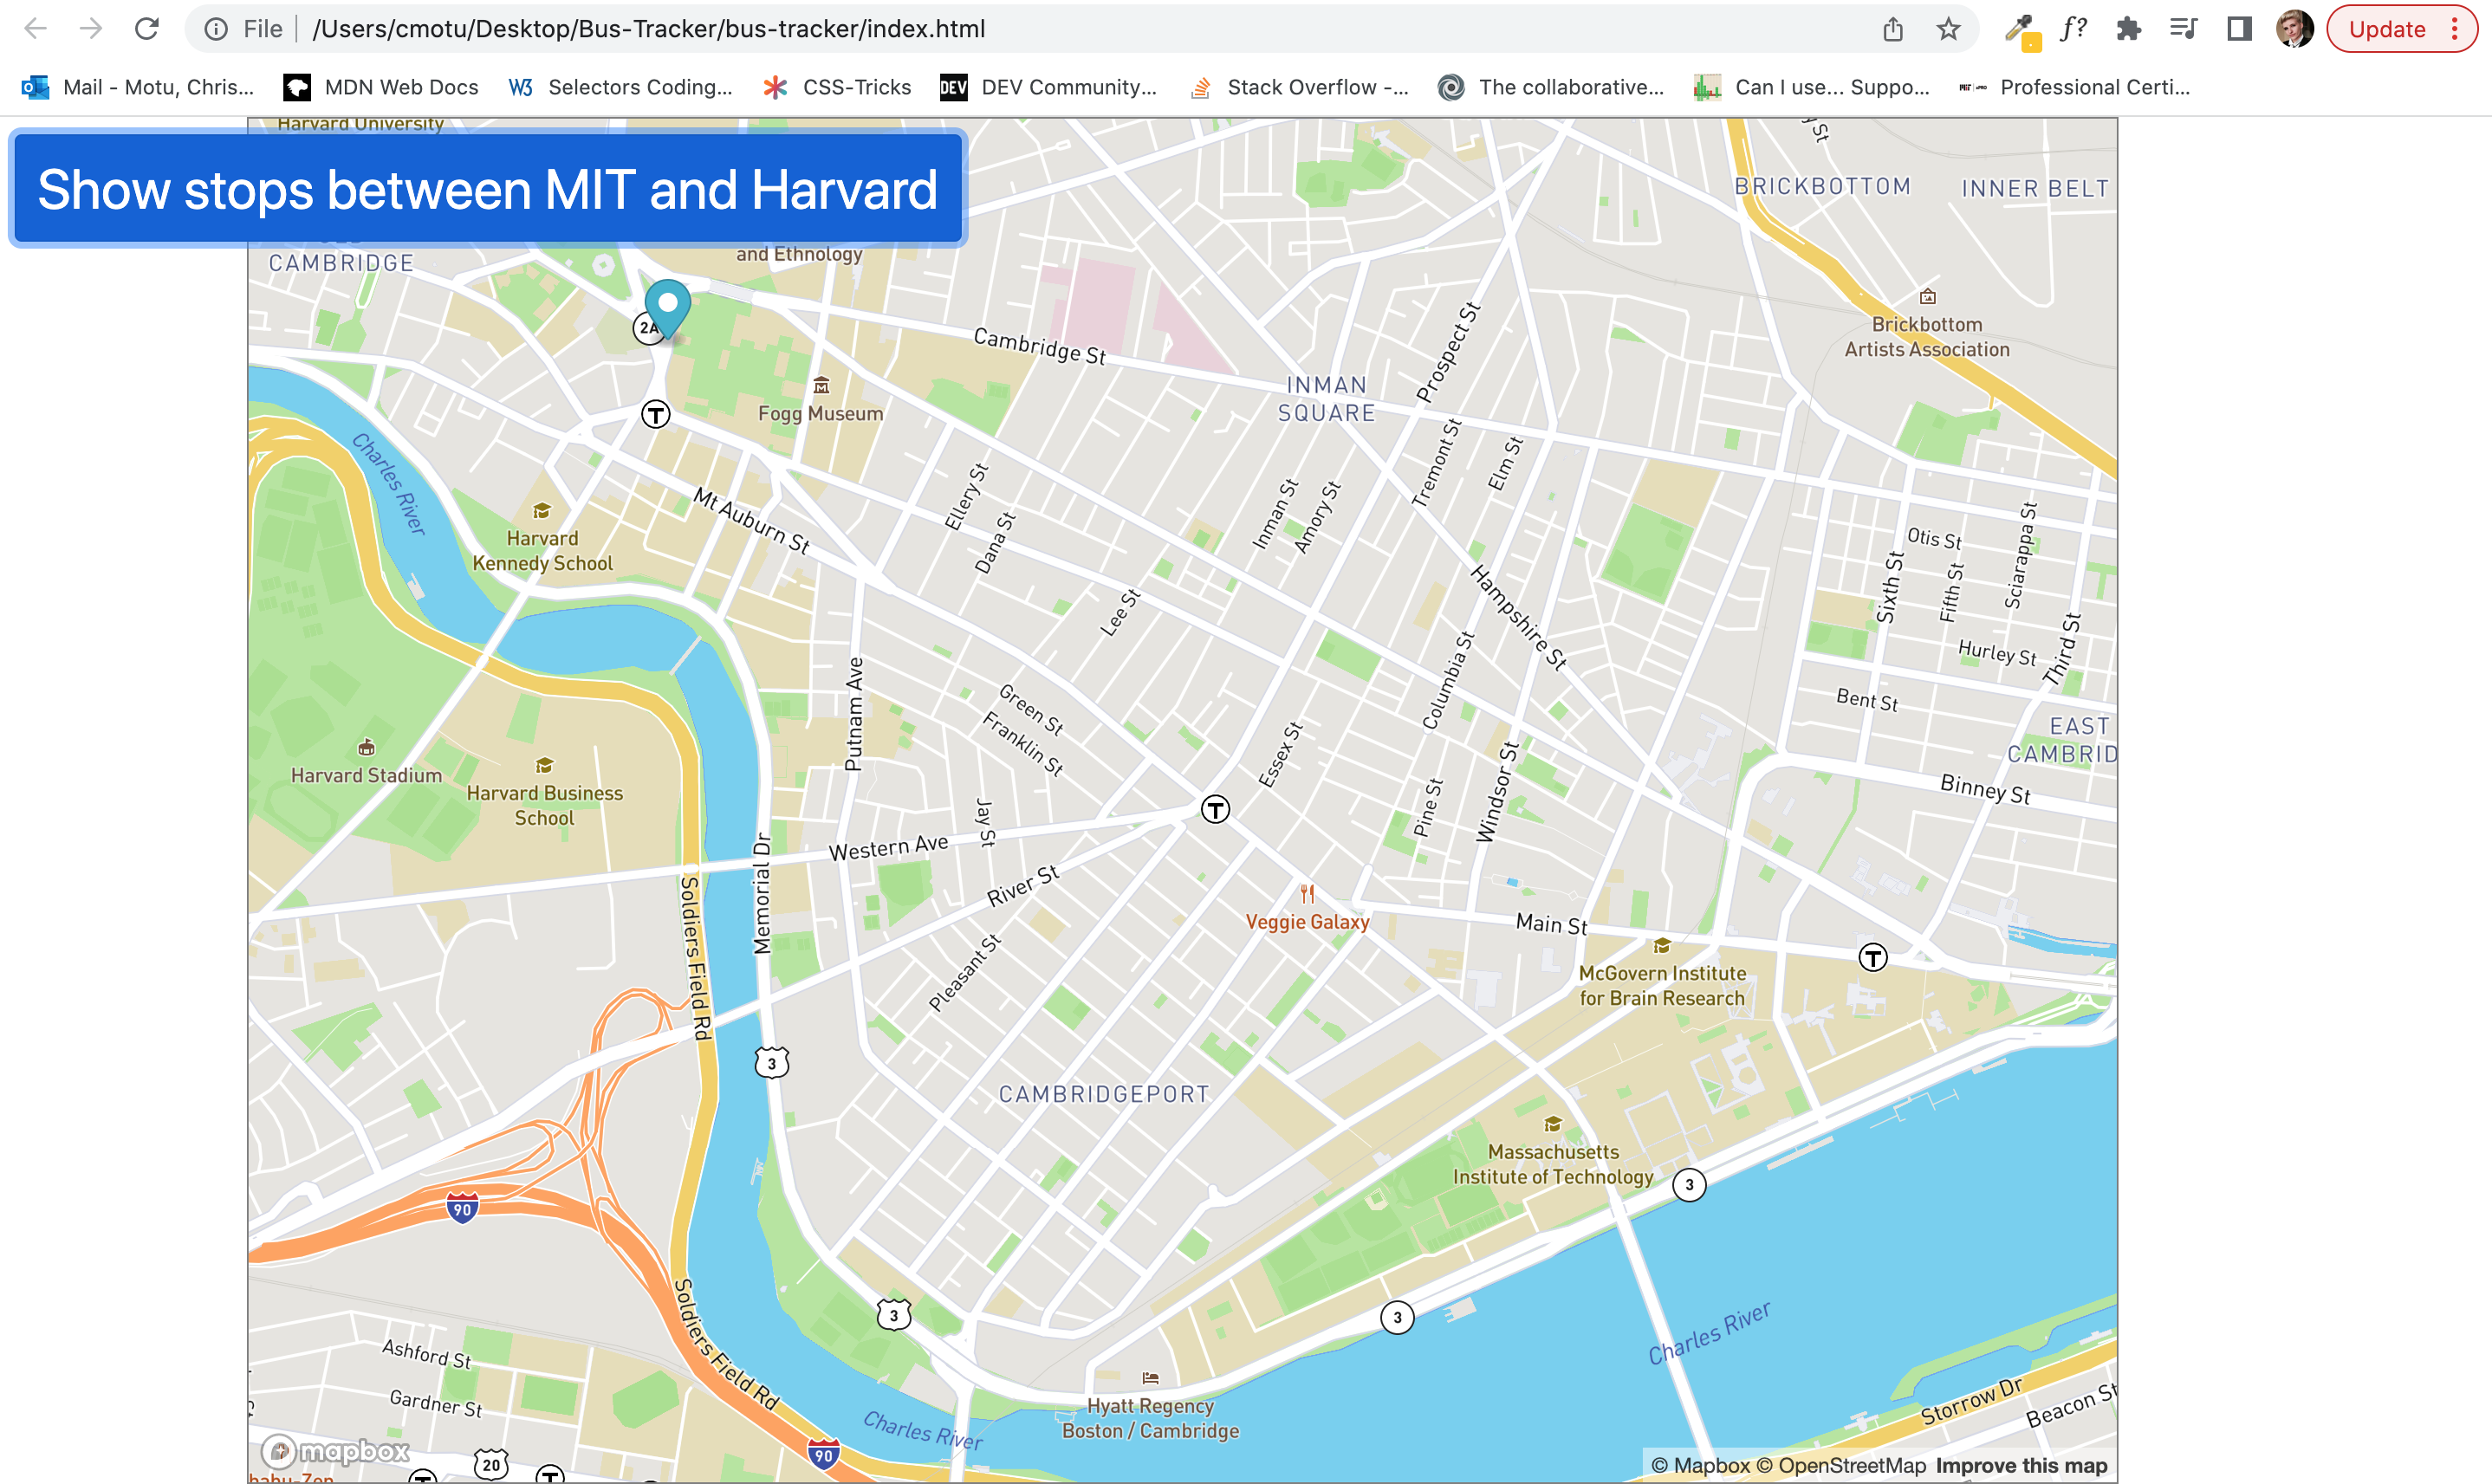 File
/Users/cmotu/Desktop/Bus-Tracker/bus-tracker/index.html
Update
Mail - Motu, Chris...
MDN Web Docs
W3
Selectors Coding...
CSS-Tricks
DEV
DEV Community...
Stack Overflow -...
The collaborative...
Can I use... Suppo...
Professional Certi...
Harvard University
Show stops between MIT and Harvard
y St
BRICKBOTTOM
INNER BELT
CAMBRIDGE
and Ethnology
2A
Cambridge St
Prospect St
Brickbottom
Artists Association
INMAN
SQUARE
Fogg Museum
T
Charles River
Mt Auburn St
Ellery St
Dana St
Inman St
Amory St
Tremont St
Elm St
Harvard
Kennedy School
Lee St
Hampshire St
Otis St
Sixth St
Fifth St
Sciarappa St
Hurley St
Third St
Bent St
Columbia St
Putnam Ave
Green St
Franklin St
Essex St
EAST
CAMBRID
Harvard Stadium
Harvard Business
School
Jay St
Pine St
Windsor St
Binney St
T
Western Ave
River St
Memorial Dr
Soldiers Field Rd
Veggie Galaxy
Main St
T
McGovern Institute
for Brain Research
Pleasant St
3
CAMBRIDGEPORT
Massachusetts
Institute of Technology
3
90
Soldiers Field Rd
3
3
Charles River
Ashford St
Gardner St
Hyatt Regency
Boston / Cambridge
Charles River
Storrow Dr
Beacon St
mapbox
90
20
T
T
© Mapbox © OpenStreetMap Improve this map